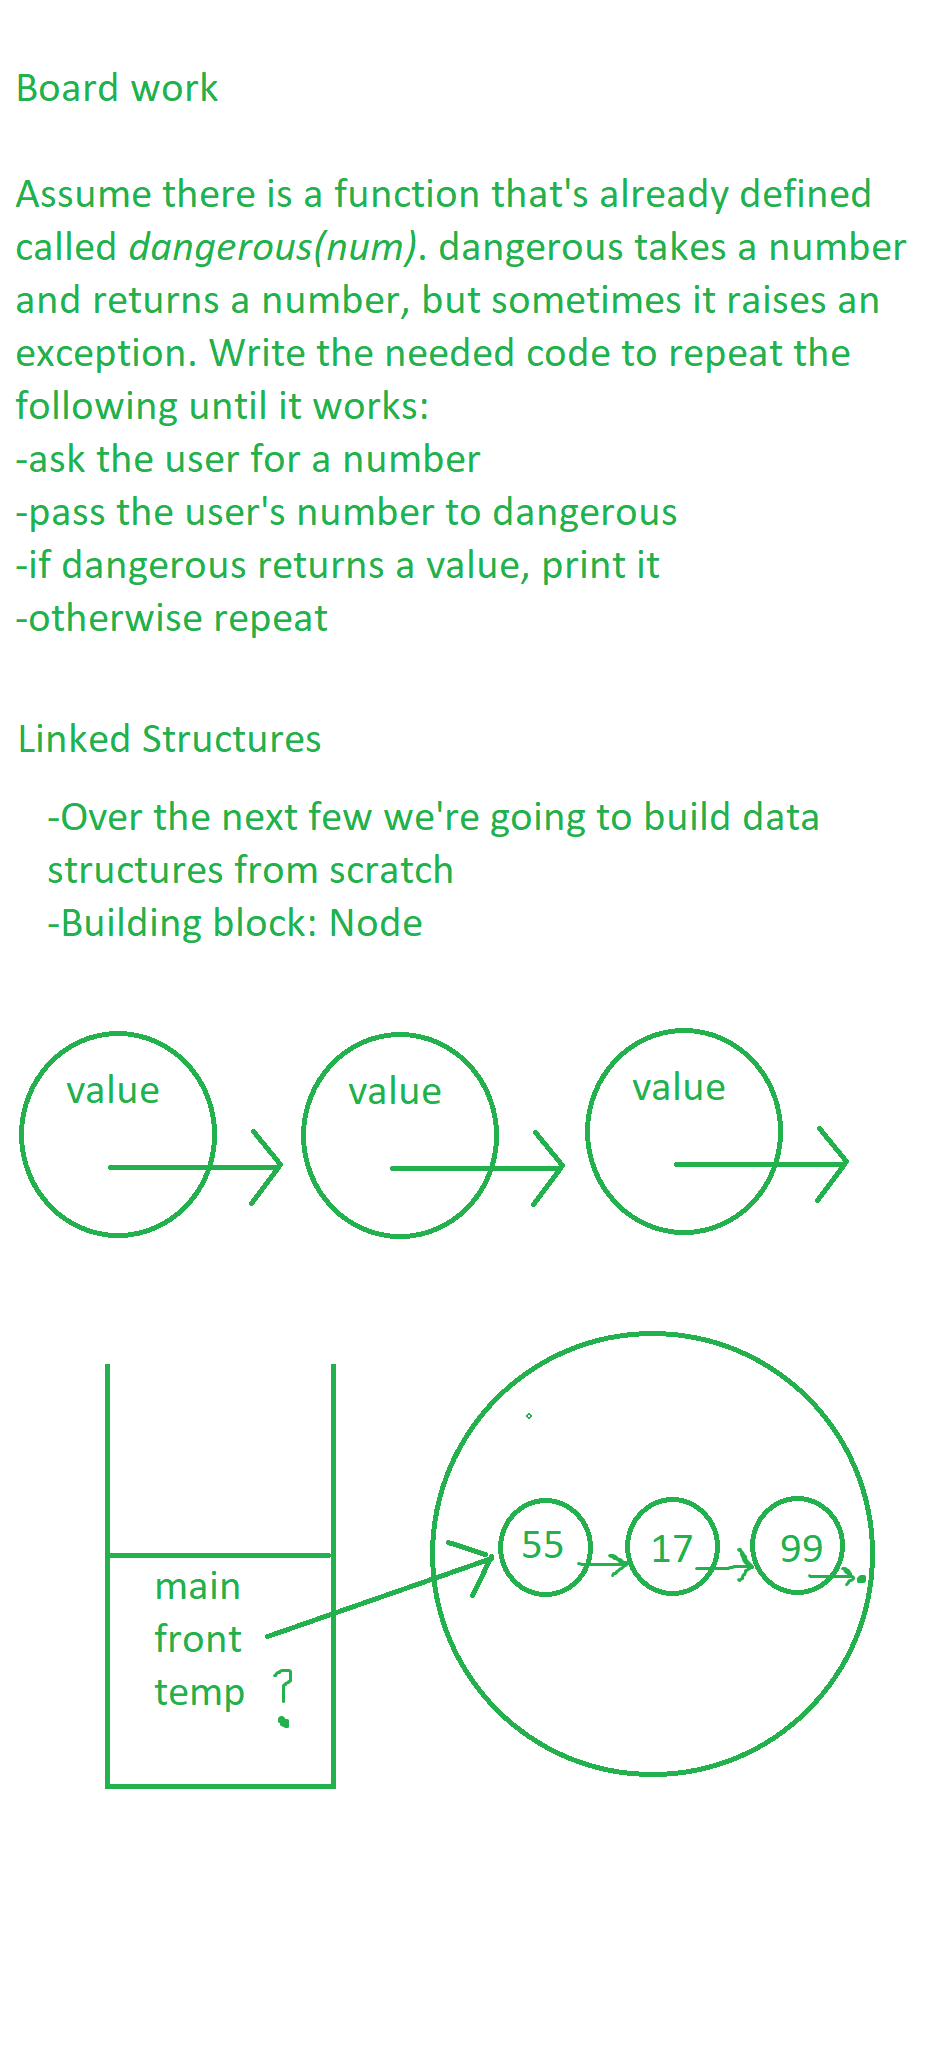 Board work
Assume there is a function that's already defined
called dangerous(num). dangerous takes a number
and returns a number, but sometimes it raises an
exception. Write the needed code to repeat the
following until it works:
-ask the user for a number
-pass the user's number to dangerous
-if dangerous returns a value, print it
-otherwise repeat
Linked Structures
-Over the next few we're going to build data
structures from scratch
-Building block: Node
value value value
55 17 99
main
front
temp ?